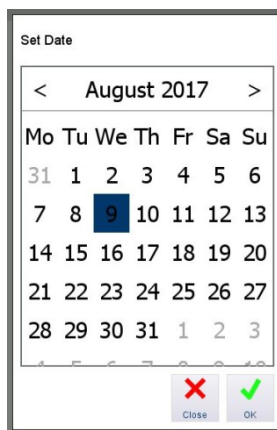 Set Date
< August 2017 >
Mo Tu We Th Fr Sa Su
31 1 2 3 4 5 6
7 8 9 10 11 12 13
14 15 16 17 18 19 20
21 22 23 24 25 26 27
28 29 30 31 1 2 3
Close OK